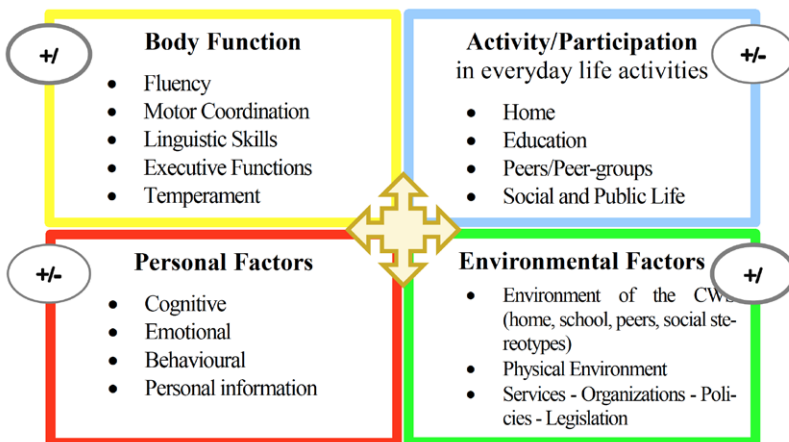 +/
Body Function
Fluency
Motor Coordination
Linguistic Skills
Executive Functions
Temperament
Activity/Participation
in everyday life activities
+/-
Home
Education
Peers/Peer-groups
Social and Public Life
+/-
Personal Factors
Cognitive
Emotional
Behavioural
Personal information
Environmental Factors
+/
Environment of the CWS
(home, school, peers, social ste-
reotypes)
Physical Environment
Services - Organizations - Poli-
cies - Legislation